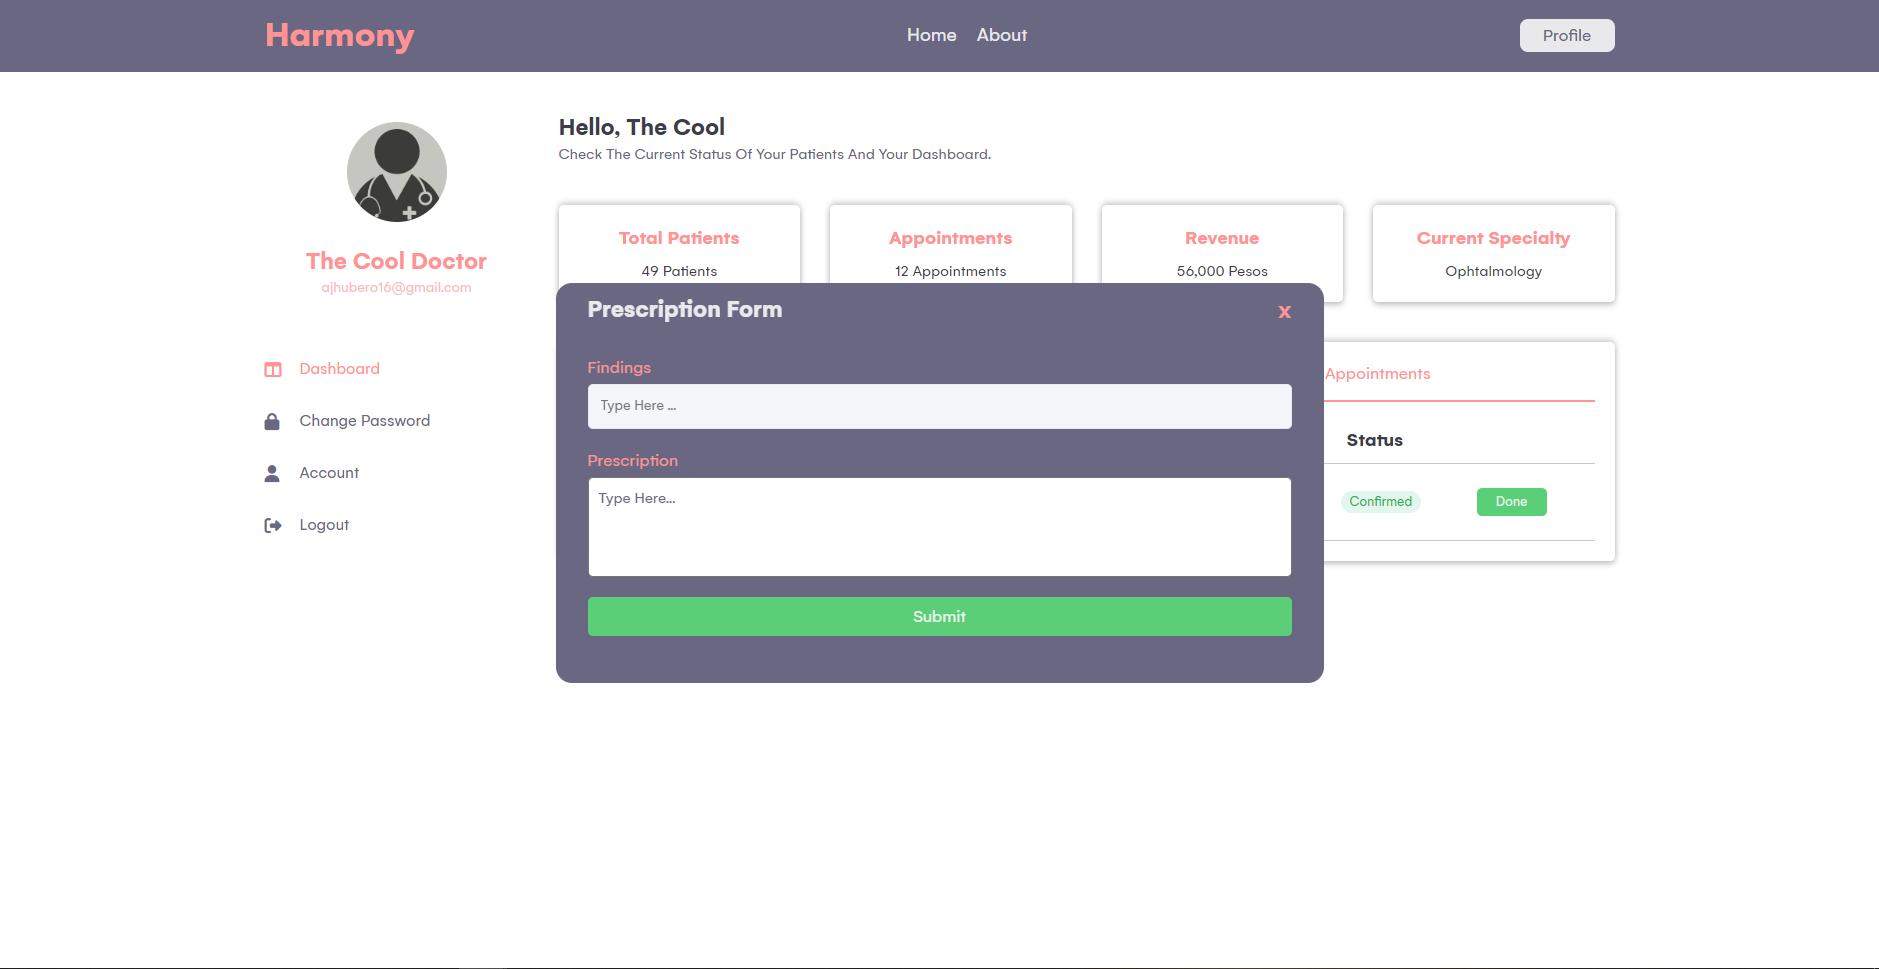 Harmony
Home About
Profile
Hello, The Cool
Check The Current Status Of Your Patients And Your Dashboard.
The Cool Doctor
ajhubero16@gmail.com
Dashboard
Change Password
Account
Logout
Total Patients
49 Patients
Appointments
12 Appointments
Revenue
56,000 Pesos
Current Specialty
Ophtalmology
Prescription Form
x
Findings
Type Here ...
Prescription
Type Here...
Submit
Appointments
Status
Confirmed
Done